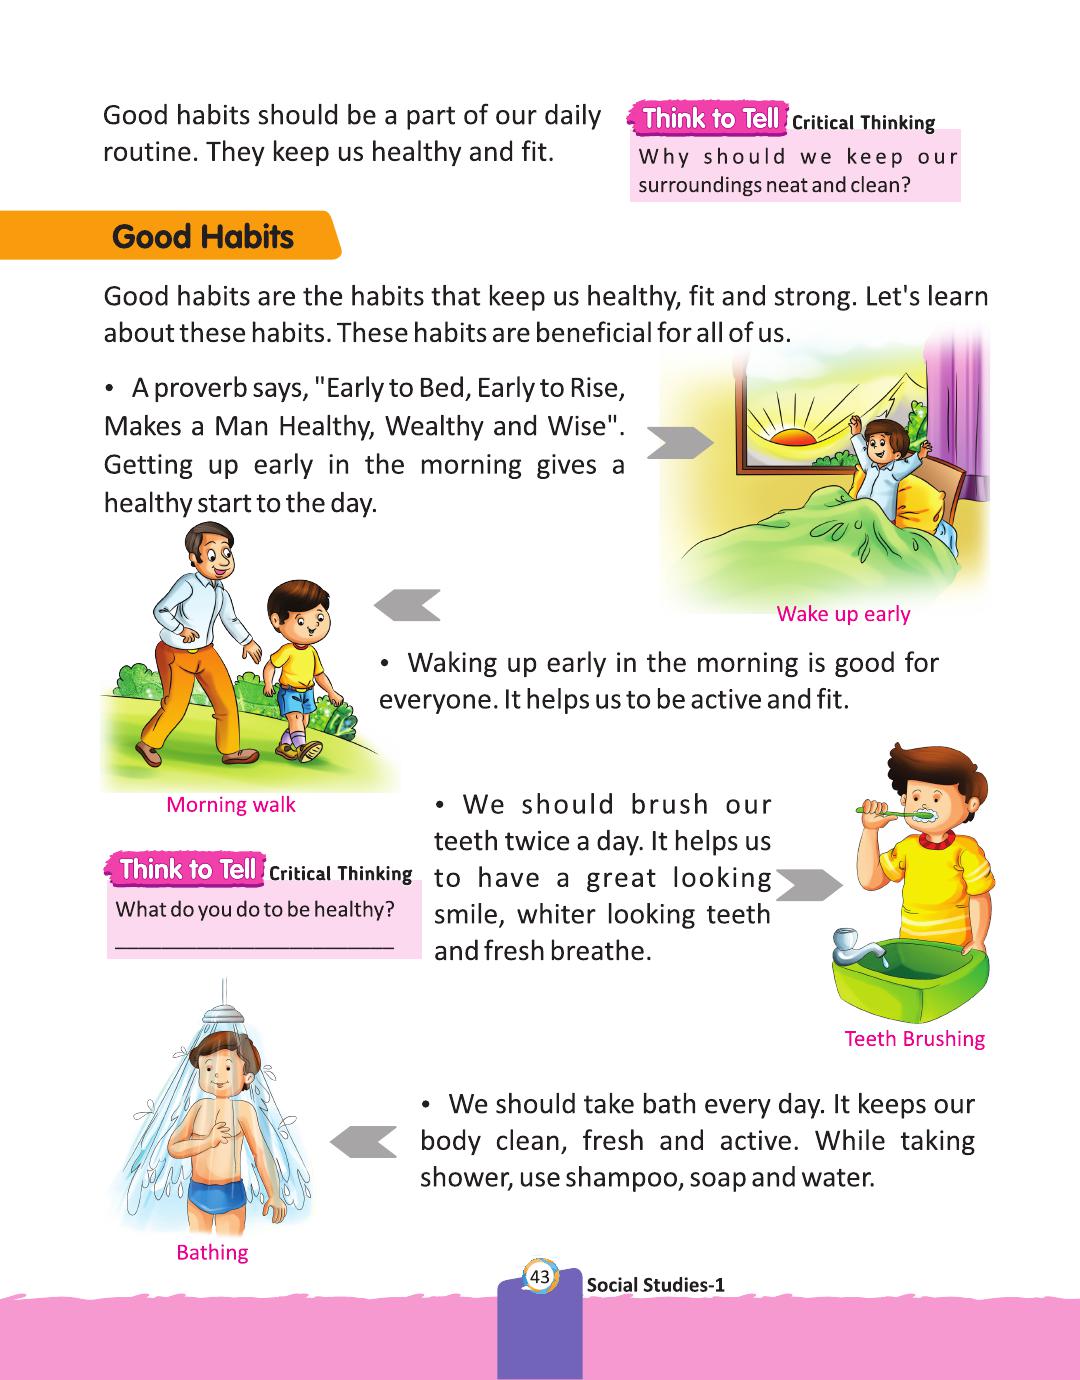 Good habits should be a part of our daily
routine. They keep us healthy and fit.
Think to Tell Critical Thinking
Why should we keep our
surroundings neat and clean?
Good Habits
Good habits are the habits that keep us healthy, fit and strong. Let's learn
about these habits. These habits are beneficial for all of us.
• A proverb says, "Early to Bed, Early to Rise,
Makes a Man Healthy, Wealthy and Wise".
Getting up early in the morning gives a
healthy start to the day.
Wake up early
• Waking up early in the morning is good for
everyone. It helps us to be active and fit.
Morning walk
• We should brush our
teeth twice a day. It helps us
to have a great looking
smile, whiter looking teeth
and fresh breathe.
Think to Tell Critical Thinking
What do you do to be healthy?
Teeth Brushing
• We should take bath every day. It keeps our
body clean, fresh and active. While taking
shower, use shampoo, soap and water.
Bathing
43
Social Studies-1